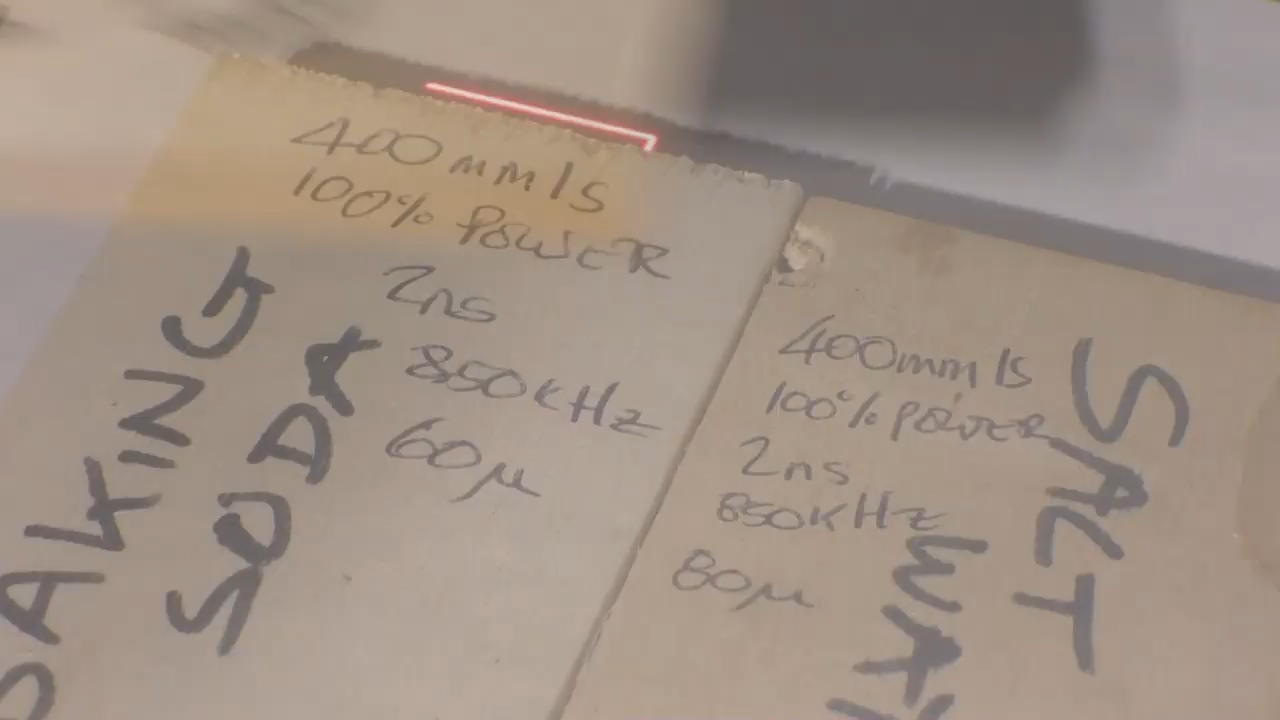 400mm/s
100% POWER
2ns
850KHz
60µ
BAKING
SODA
400mm/s
100% POWER
2ns
850KHz
80µ
SALT